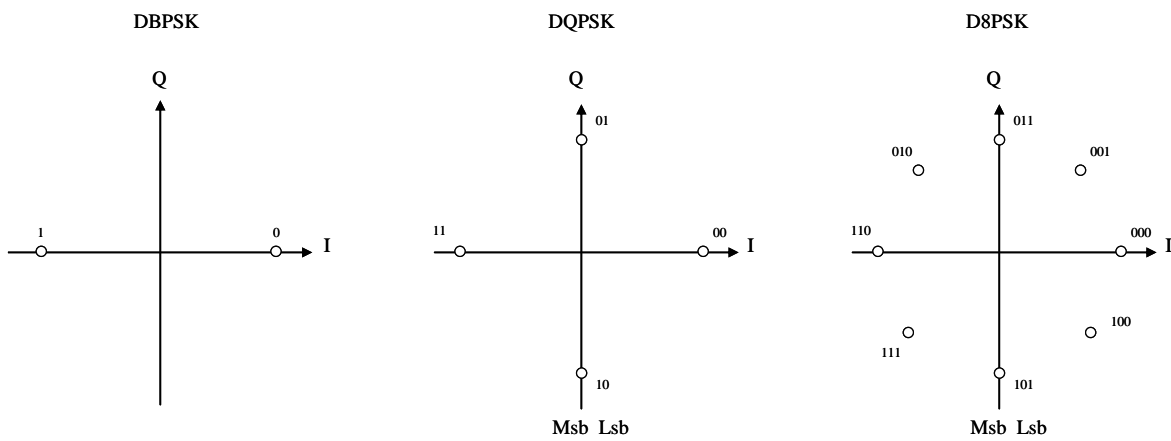 DBPSK
Q
1
0
I
DQPSK
Q
01
11
00
I
10
Msb Lsb
D8PSK
Q
011
010
001
110
000
I
111
100
101
Msb Lsb